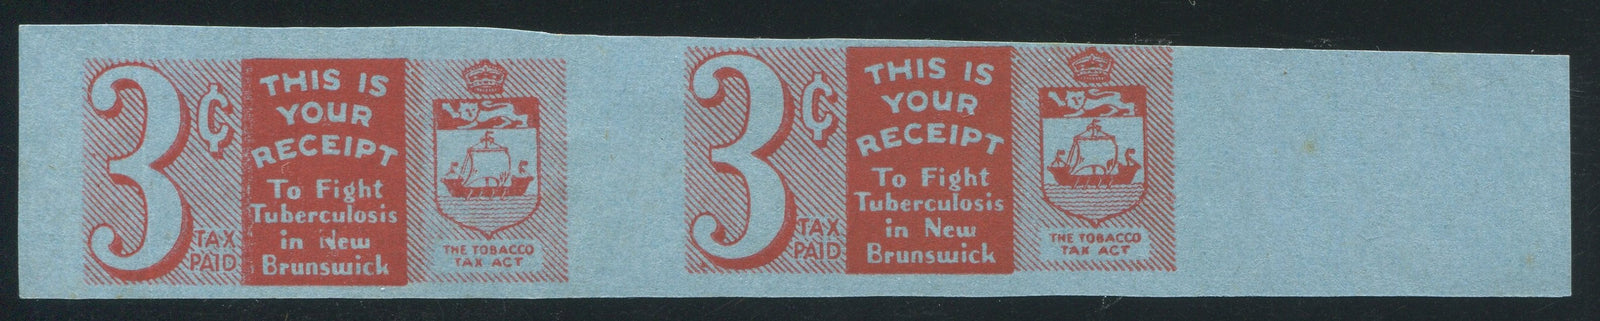 3¢
TAX
PAID
THIS IS
YOUR
RECEIPT
To Fight
Tuberculosis
in New
Brunswick
THE TOBACCO
TAX ACT
3¢
TAX
PAID
THIS IS
YOUR
RECEIPT
To Fight
Tuberculosis
in New
Brunswick
THE TOBACCO
TAX ACT